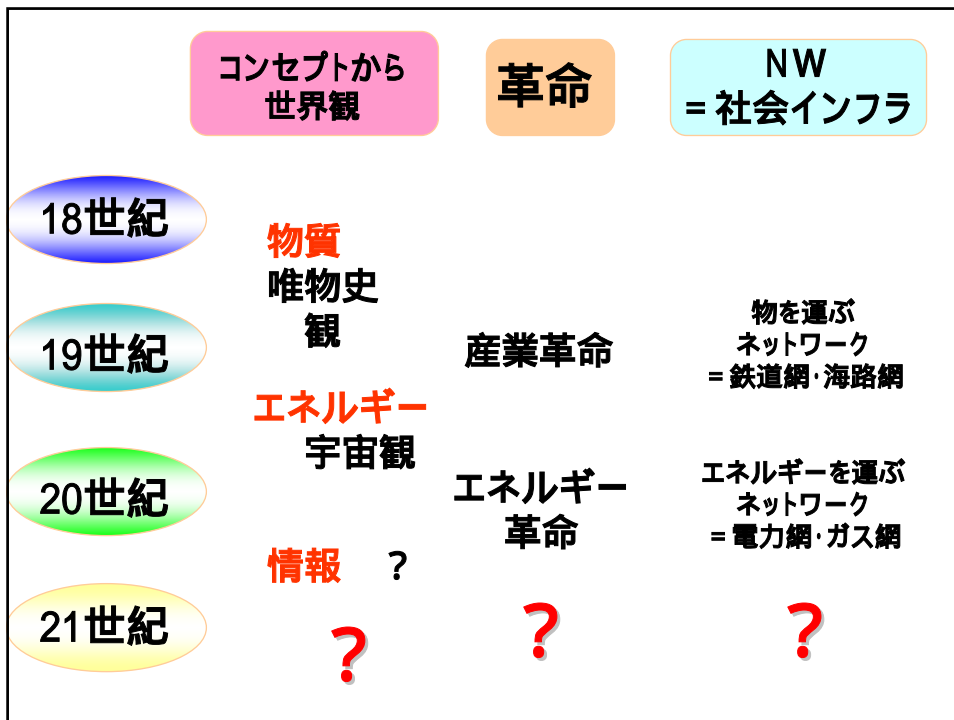 コンセプトから
世界観
革命
NW
=社会インフラ
18世紀
物質
唯物史
観
19世紀
産業革命
物を運ぶ
ネットワーク
=鉄道網･海路網
エネルギー
宇宙観
20世紀
エネルギー
革命
エネルギーを運ぶ
ネットワーク
=電力網･ガス網
情報 ?
21世紀
?
?
?